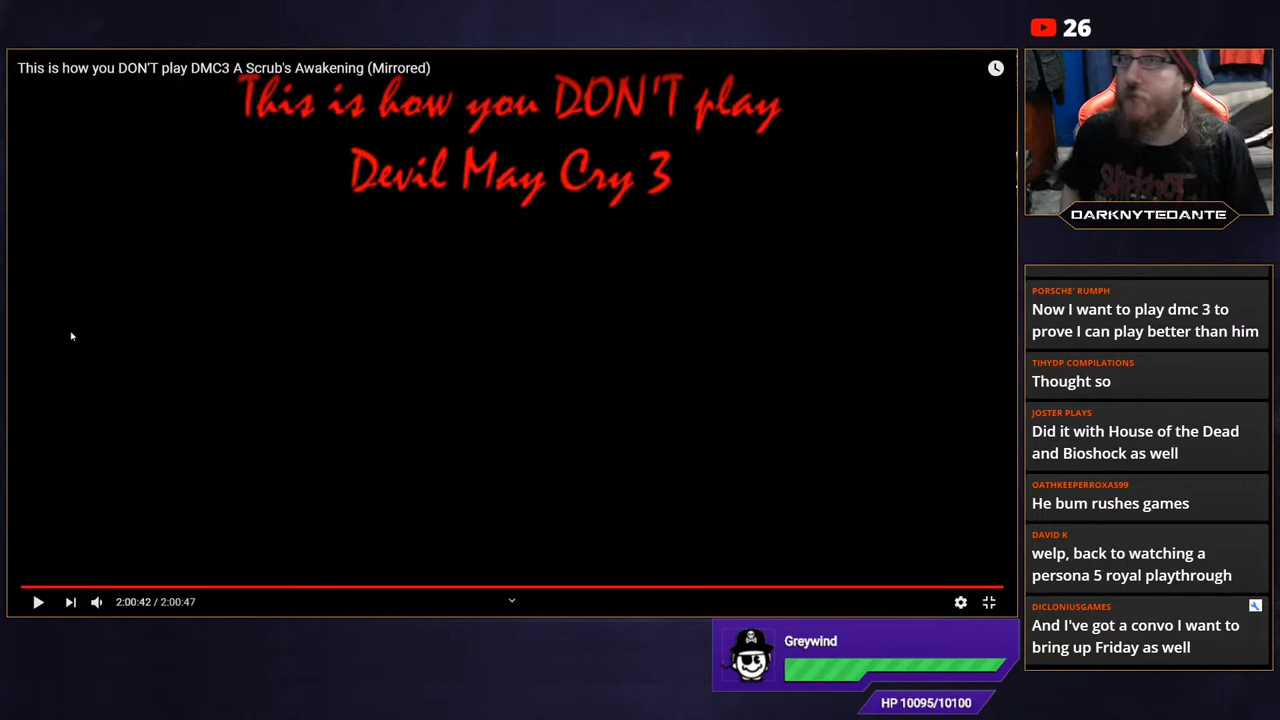 26
This is how you DON'T play DMC3 A Scrub's Awakening (Mirrored)
This is how you DON'T play
Devil May Cry 3
SLIPKNOT
DARKNYTEDANTE
PORSCHE' RUMPH
Now I want to play dmc 3 to
prove I can play better than him
TIHYDP COMPILATIONS
Thought so
JOSTER PLAYS
Did it with House of the Dead
and Bioshock as well
OATHKEEPERROXAS99
He bum rushes games
DAVID K
welp, back to watching a
persona 5 royal playthrough
DICLONIUSGAMES
And I've got a convo I want to
bring up Friday as well
2:00:42 / 2:00:47
Greywind
HP 10095/10100